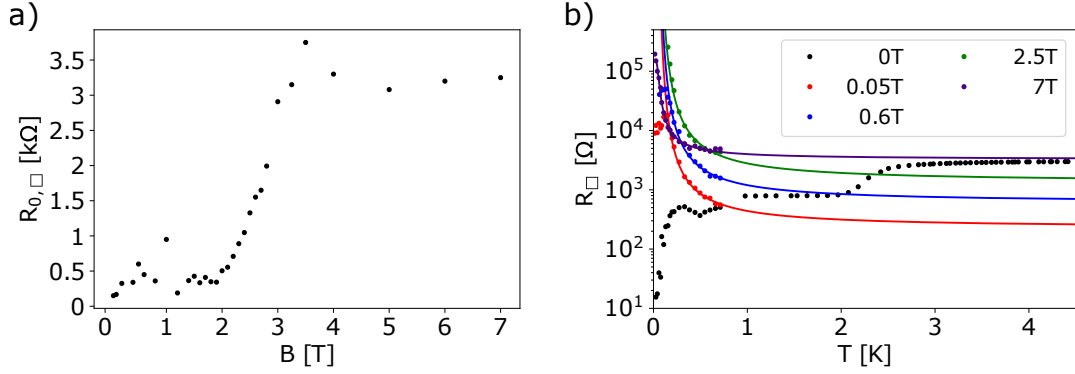 a)
R0,□ [kΩ]
3.5
3
2.5
2
1.5
1
0.5
0
0 1 2 3 4 5 6 7
B [T]
b)
R□ [Ω]
10^5
10^4
10^3
10^2
10^1
0 1 2 3 4
T [K]
0T
0.05T
0.6T
2.5T
7T